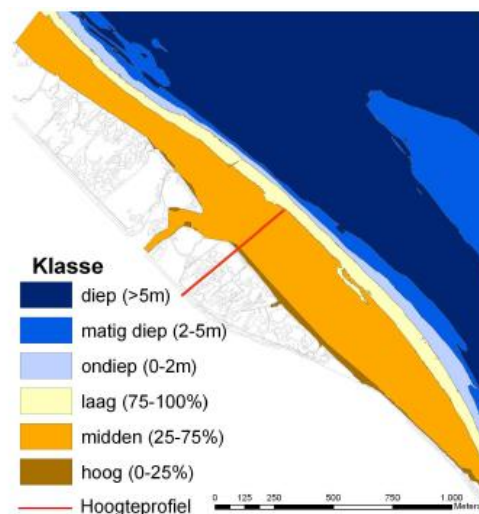 Klasse
diep (>5m)
matig diep (2-5m)
ondiep (0-2m)
laag (75-100%)
midden (25-75%)
hoog (0-25%)
Hoogteprofiel
0 125 250 500 750 1.000
Meters